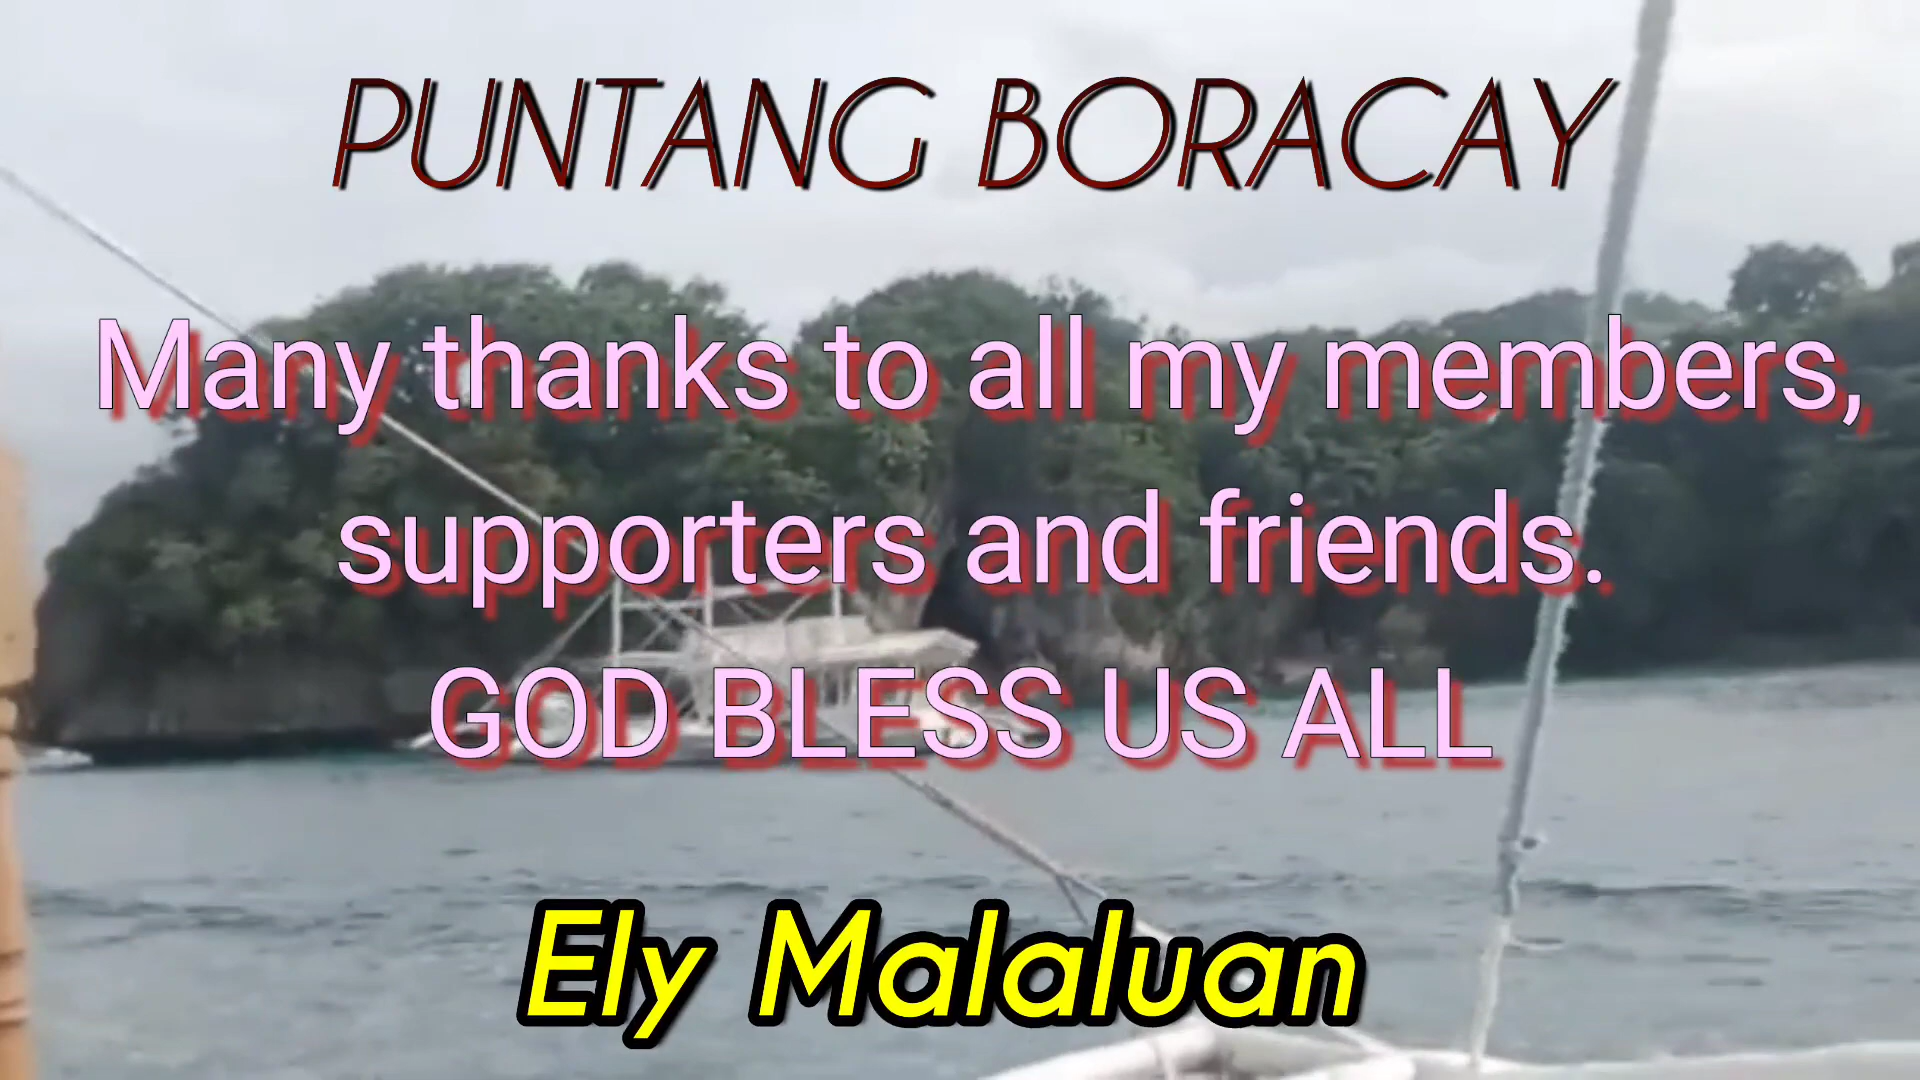 PUNTANG BORACAY
Many thanks to all my members,
supporters and friends.
GOD BLESS US ALL
Ely Malaluan